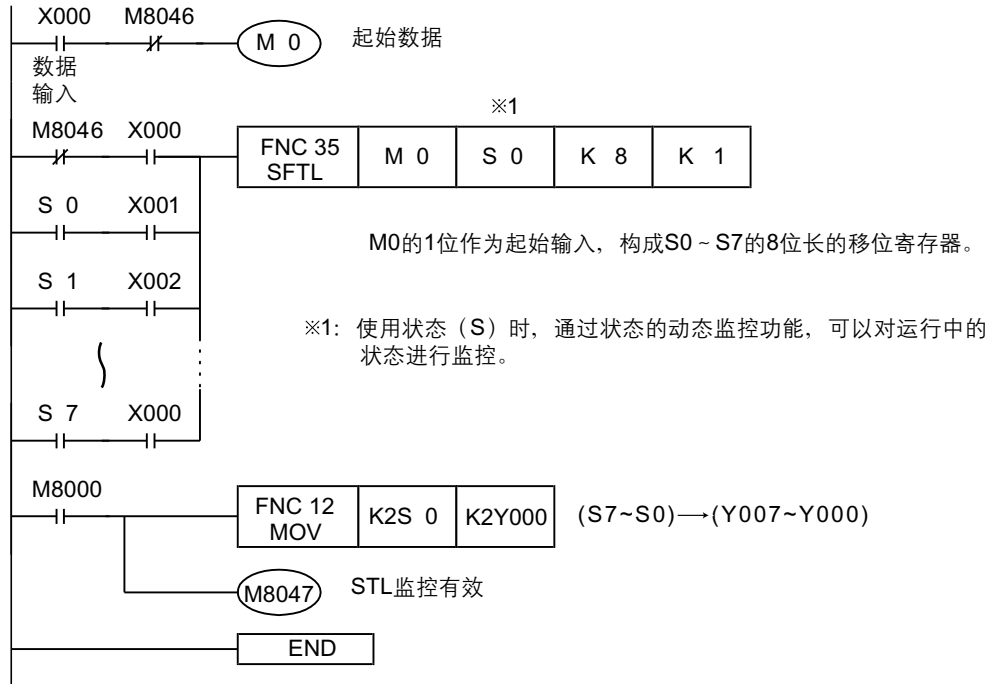 X000 M8046
M 0 起始数据
数据
输入
※1
M8046 X000
FNC 35 SFTL M 0 S 0 K 8 K 1
S 0 X001
M0的1位作为起始输入，构成S0~S7的8位长的移位寄存器。
S 1 X002
※1：使用状态（S）时，通过状态的动态监控功能，可以对运行中的
状态进行监控。
S 7 X000
M8000
FNC 12 MOV K2S 0 K2Y000 (S7~S0)→(Y007~Y000)
M8047 STL监控有效
END